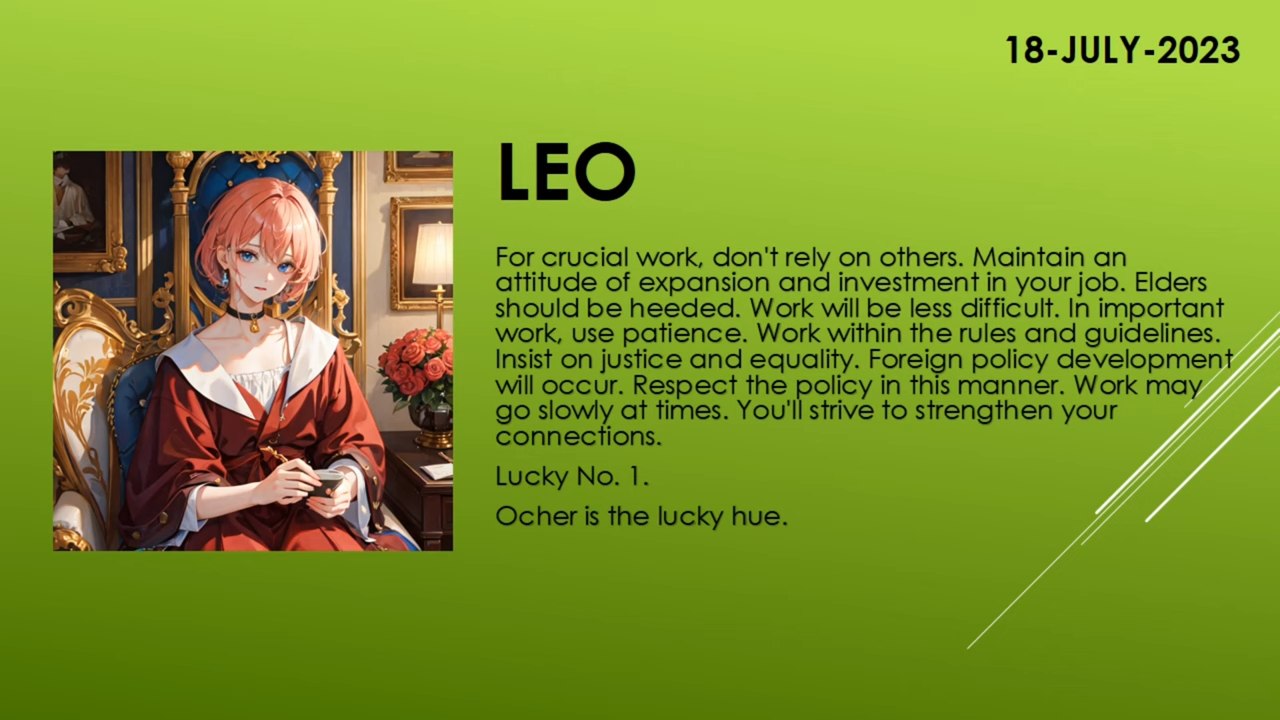 18-JULY-2023
LEO
For crucial work, don't rely on others. Maintain an
attitude of expansion and investment in your job. Elders
should be heeded. Work will be less difficult. In important
work, use patience. Work within the rules and guidelines.
Insist on justice and equality. Foreign policy development
will occur. Respect the policy in this manner. Work may
go slowly at times. You'll strive to strengthen your
connections.
Lucky No. 1.
Ocher is the lucky hue.